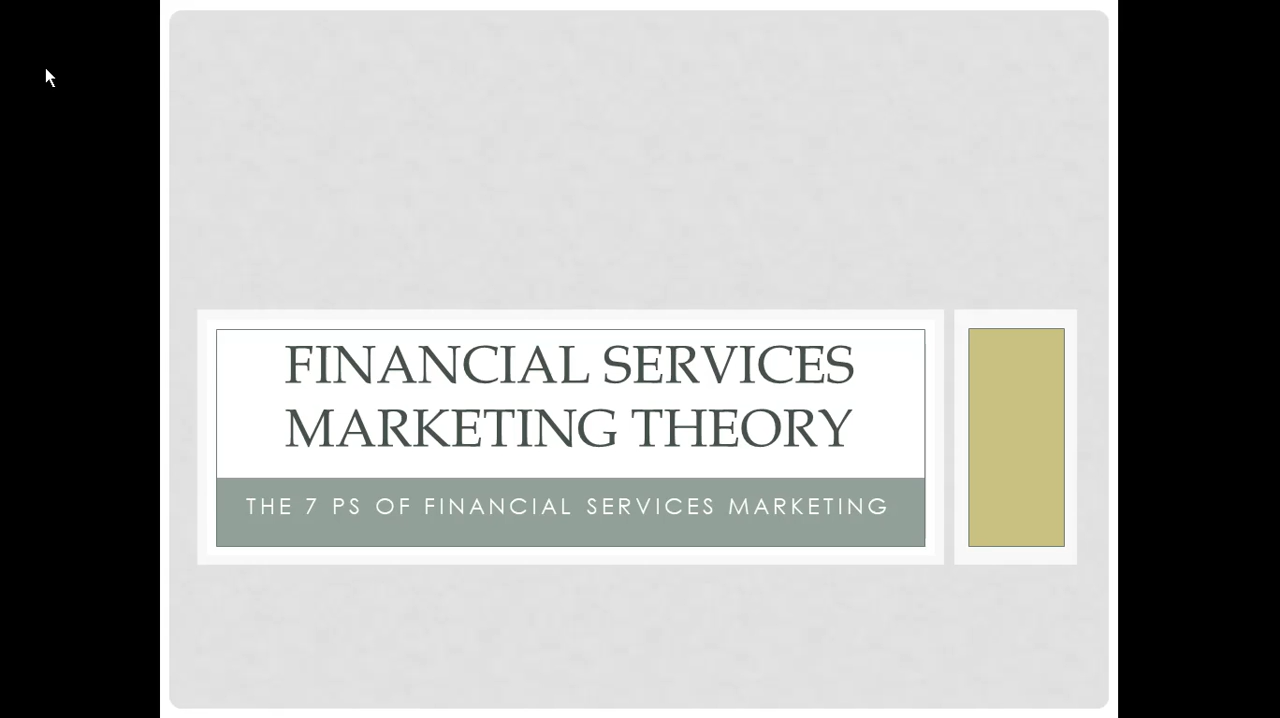 FINANCIAL SERVICES
MARKETING THEORY
THE 7 PS OF FINANCIAL SERVICES MARKETING